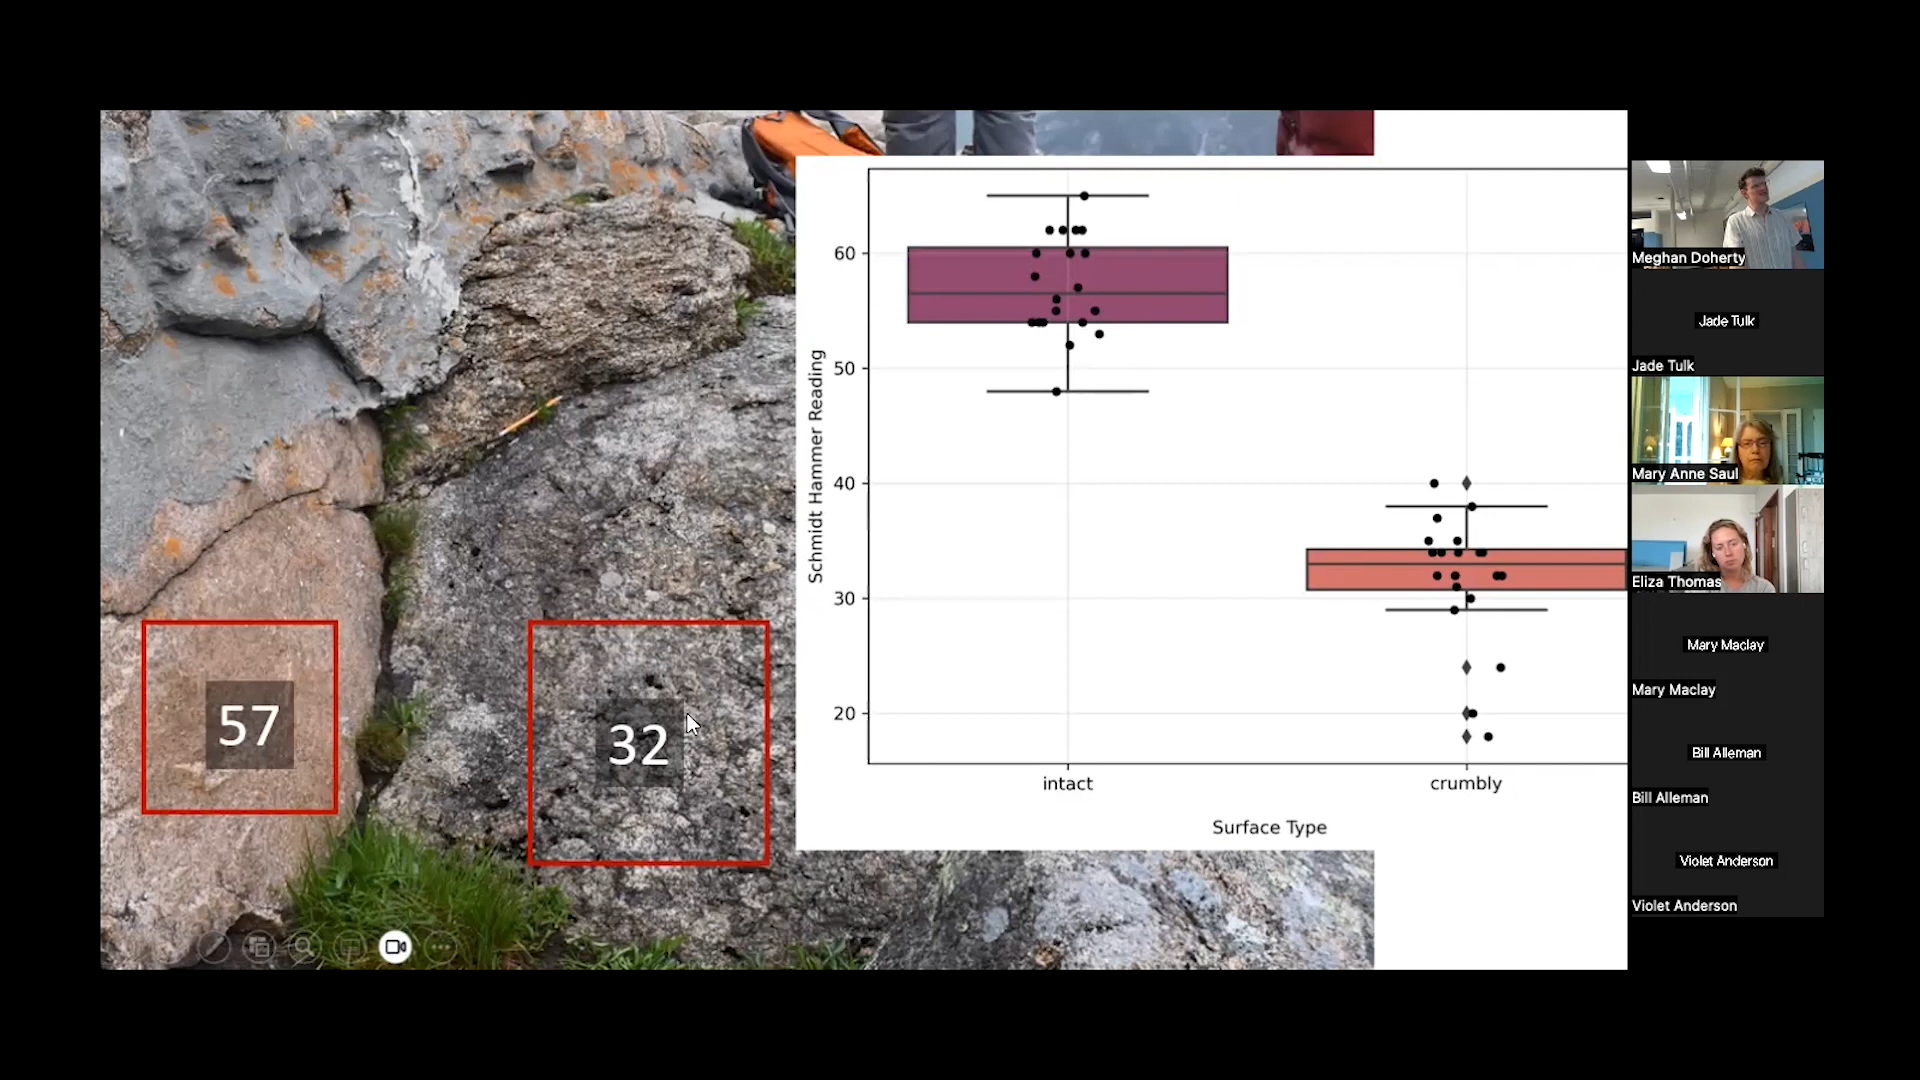 57
32
Schmidt Hammer Reading
60
50
40
30
20
intact
crumbly
Surface Type
Meghan Doherty
Jade Tulk
Jade Tulk
Mary Anne Saul
Eliza Thomas
Mary Maclay
Mary Maclay
Bill Alleman
Bill Alleman
Violet Anderson
Violet Anderson